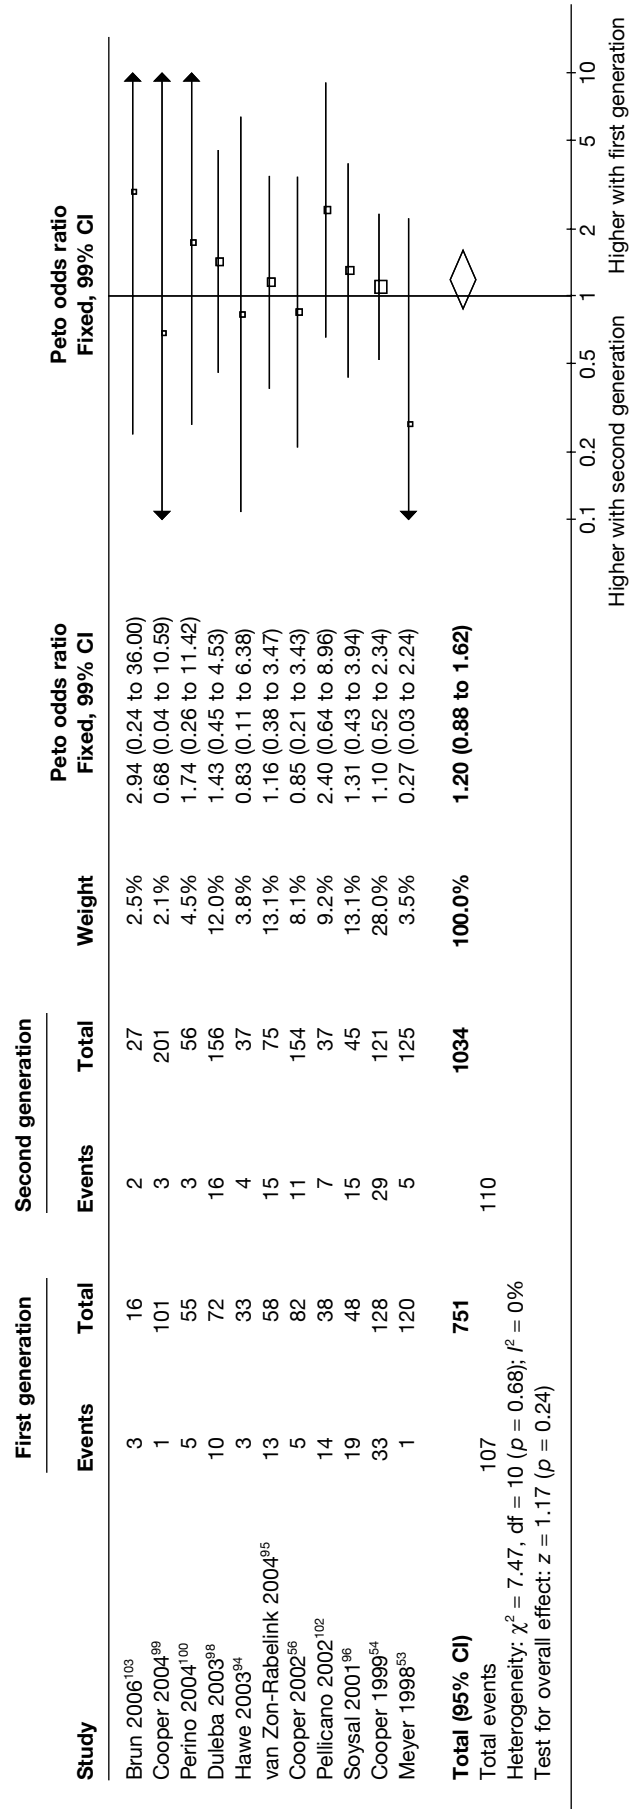 First generation Second generation Peto odds ratio Peto odds ratio
Study Events Total Events Total Weight Fixed, 99% CI Fixed, 99% CI
Brun 2006¹⁰³ 3 16 2 27 2.5% 2.94 (0.24 to 36.00)
Cooper 2004⁹⁹ 1 101 3 201 2.1% 0.68 (0.04 to 10.59)
Perino 2004¹⁰⁰ 5 55 3 56 4.5% 1.74 (0.26 to 11.42)
Duleba 2003⁹⁸ 10 72 16 156 12.0% 1.43 (0.45 to 4.53)
Hawe 2003⁹⁴ 3 33 4 37 3.8% 0.83 (0.11 to 6.38)
van Zon-Rabelink 2004⁹⁵ 13 58 15 75 13.1% 1.16 (0.38 to 3.47)
Cooper 2002⁵⁶ 5 82 11 154 8.1% 0.85 (0.21 to 3.43)
Pellicano 2002¹⁰² 14 38 7 37 9.2% 2.40 (0.64 to 8.96)
Soysal 2001⁹⁶ 19 48 15 45 13.1% 1.31 (0.43 to 3.94)
Cooper 1999⁵⁴ 33 128 29 121 28.0% 1.10 (0.52 to 2.34)
Meyer 1998⁵³ 1 120 5 125 3.5% 0.27 (0.03 to 2.24)
Total (95% CI) 751 1034 100.0% 1.20 (0.88 to 1.62)
Total events 107 110
Heterogeneity: χ² = 7.47, df = 10 (p = 0.68); I² = 0%
Test for overall effect: z = 1.17 (p = 0.24)
0.1 0.2 0.5 1 2 5 10
Higher with second generation Higher with first generation